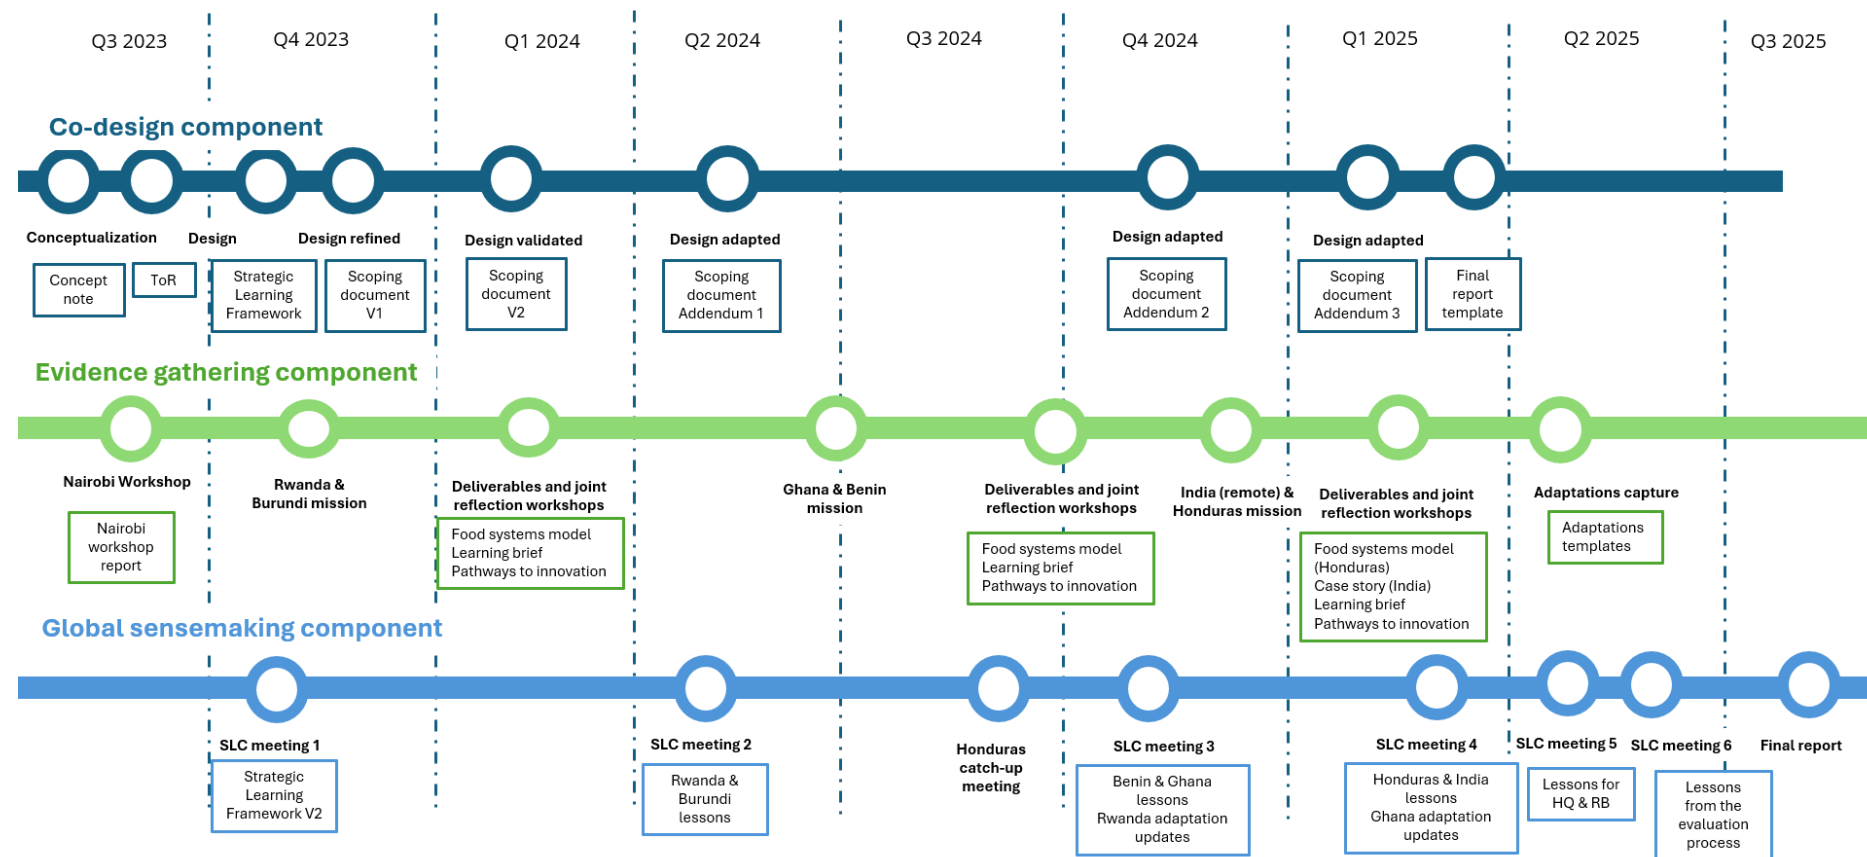 Q3 2023
Q4 2023
Q1 2024
Q2 2024
Q3 2024
Q4 2024
Q1 2025
Q2 2025
Q3 2025
Co-design component
Conceptualization
Design
Design refined
Design validated
Design adapted
Design adapted
Design adapted
Concept
note
ToR
Strategic
Learning
Framework
Scoping
document
V1
Scoping
document
V2
Scoping
document
Addendum 1
Scoping
document
Addendum 2
Scoping
document
Addendum 3
Final
report
template
Evidence gathering component
Nairobi Workshop
Nairobi
workshop
report
Rwanda &
Burundi mission
Deliverables and joint
reflection workshops
Food systems model
Learning brief
Pathways to innovation
Ghana & Benin
mission
Deliverables and joint
reflection workshops
Food systems model
Learning brief
Pathways to innovation
India (remote) &
Honduras mission
Deliverables and joint
reflection workshops
Food systems model
(Honduras)
Case story (India)
Learning brief
Pathways to innovation
Adaptations capture
Adaptations
templates
Global sensemaking component
SLC meeting 1
Strategic
Learning
Framework V2
SLC meeting 2
Rwanda &
Burundi
lessons
Honduras
catch-up
meeting
SLC meeting 3
Benin & Ghana
lessons
Rwanda adaptation
updates
SLC meeting 4
Honduras & India
lessons
Ghana adaptation
updates
SLC meeting 5
Lessons for
HQ & RB
SLC meeting 6
Lessons
from the
evaluation
process
Final report